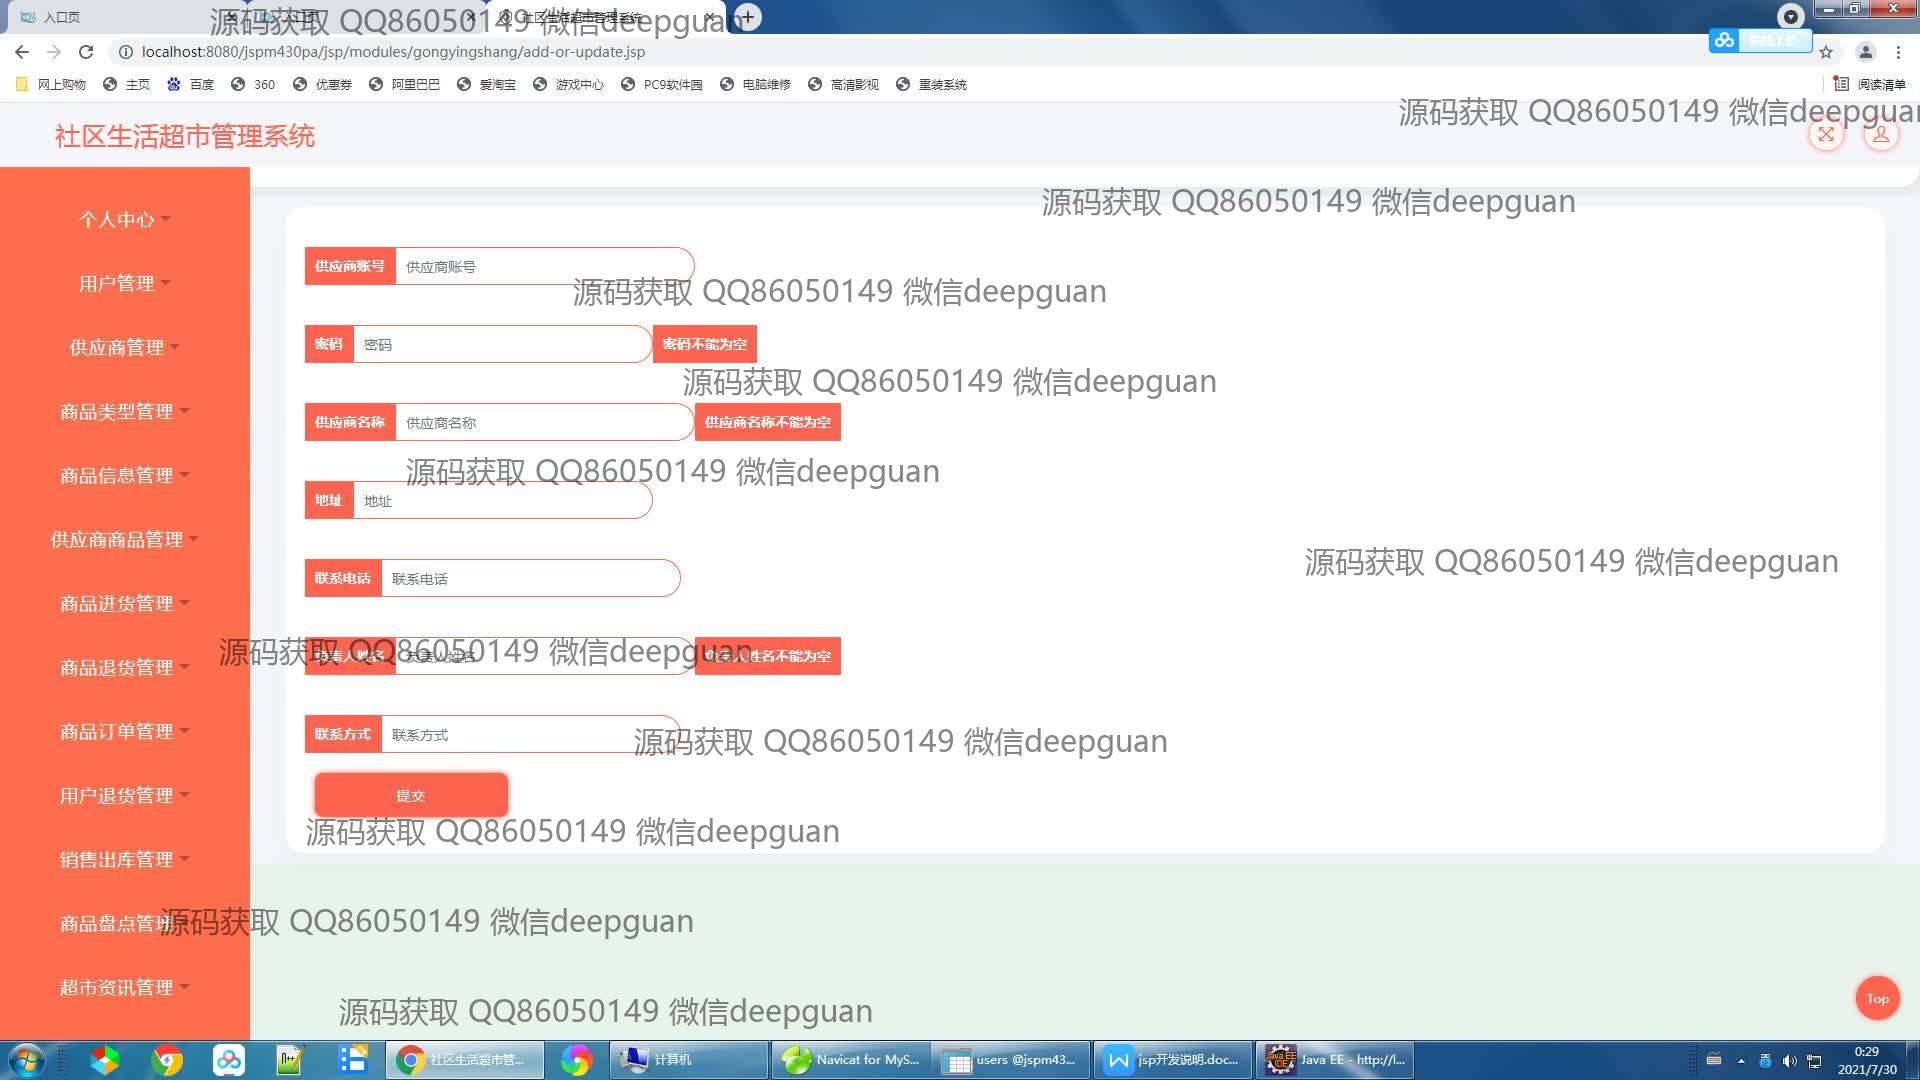 入口页
入口页
社区生活超市管理系统
源码获取 QQ86050149 微信deepguan
localhost:8080/jspm430pa/jsp/modules/gongyingshang/add-or-update.jsp
网上购物 主页 百度 360 优惠券 阿里巴巴 爱淘宝 游戏中心 PC9软件园 电脑维修 高清影视 重装系统 阅读清单
源码获取 QQ86050149 微信deepguan
社区生活超市管理系统
源码获取 QQ86050149 微信deepguan
个人中心
用户管理
供应商管理
商品类型管理
商品信息管理
供应商商品管理
商品进货管理
商品退货管理
商品订单管理
用户退货管理
销售出库管理
商品盘点管理
超市资讯管理
供应商账号 供应商账号
源码获取 QQ86050149 微信deepguan
密码 密码 密码不能为空
源码获取 QQ86050149 微信deepguan
供应商名称 供应商名称 供应商名称不能为空
源码获取 QQ86050149 微信deepguan
地址 地址
源码获取 QQ86050149 微信deepguan
联系电话 联系电话
源码获取 QQ86050149 微信deepguan
负责人姓名 负责人姓名 负责人姓名不能为空
联系方式 联系方式
源码获取 QQ86050149 微信deepguan
提交
源码获取 QQ86050149 微信deepguan
源码获取 QQ86050149 微信deepguan
Top
源码获取 QQ86050149 微信deepguan
社区生活超市管... 计算机 Navicat for MyS... users @jspm43... jsp开发说明.doc... Java EE - http://l...
0:29
2021/7/30